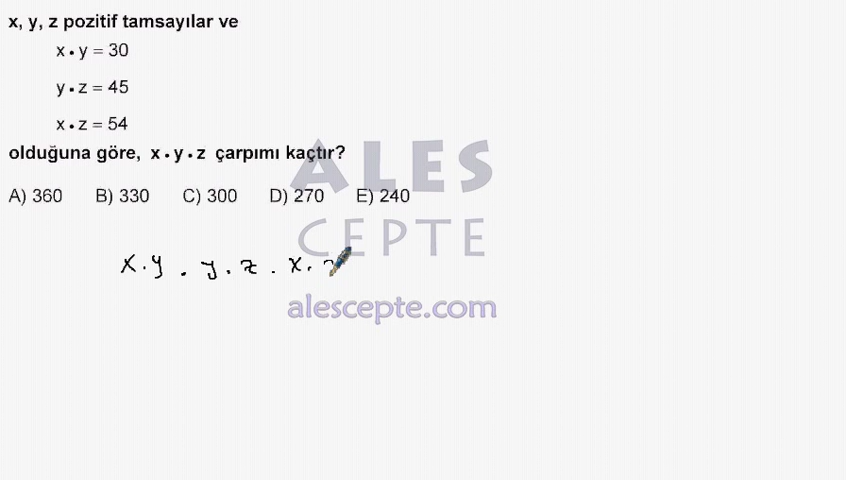 x, y, z pozitif tamsayılar ve
x • y = 30
y • z = 45
x • z = 54
olduğuna göre, x • y • z çarpımı kaçtır?
A) 360 B) 330 C) 300 D) 270 E) 240
ALES
CEPTE
x . y . y . z . x .
alescepte.com